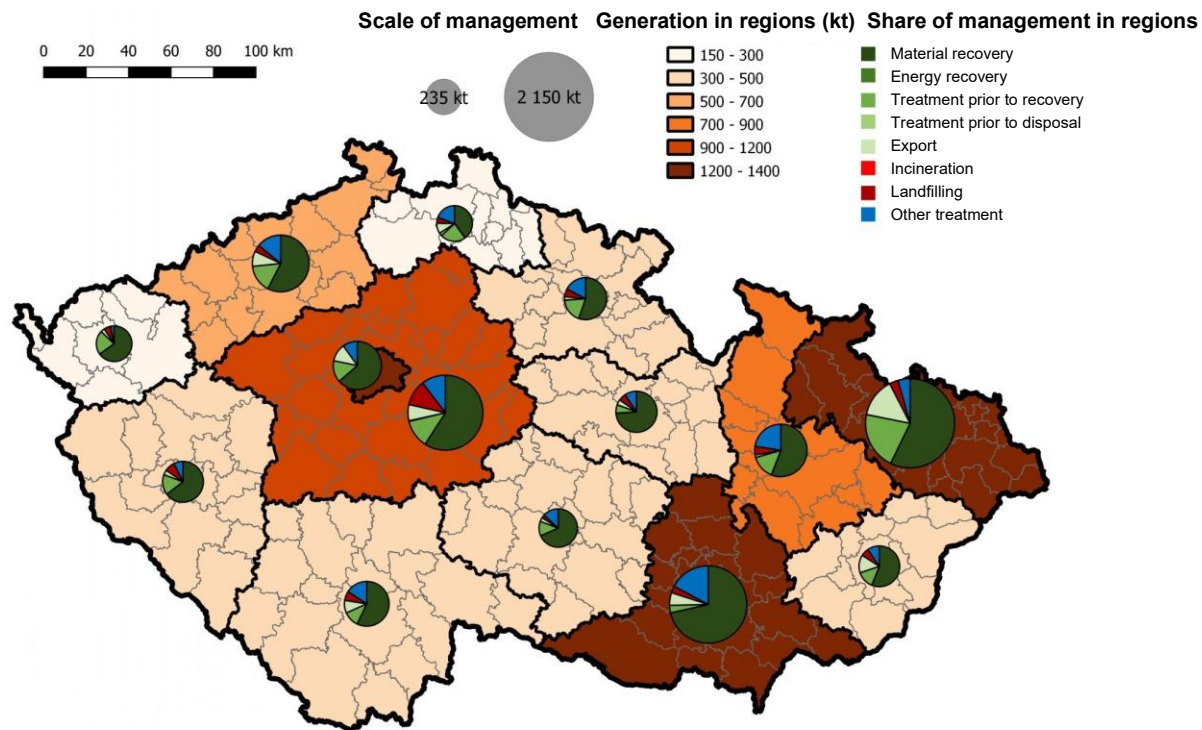 Scale of management
Generation in regions (kt)
Share of management in regions
0 20 40 60 80 100 km
235 kt
2 150 kt
150 - 300
300 - 500
500 - 700
700 - 900
900 - 1200
1200 - 1400
Material recovery
Energy recovery
Treatment prior to recovery
Treatment prior to disposal
Export
Incineration
Landfilling
Other treatment